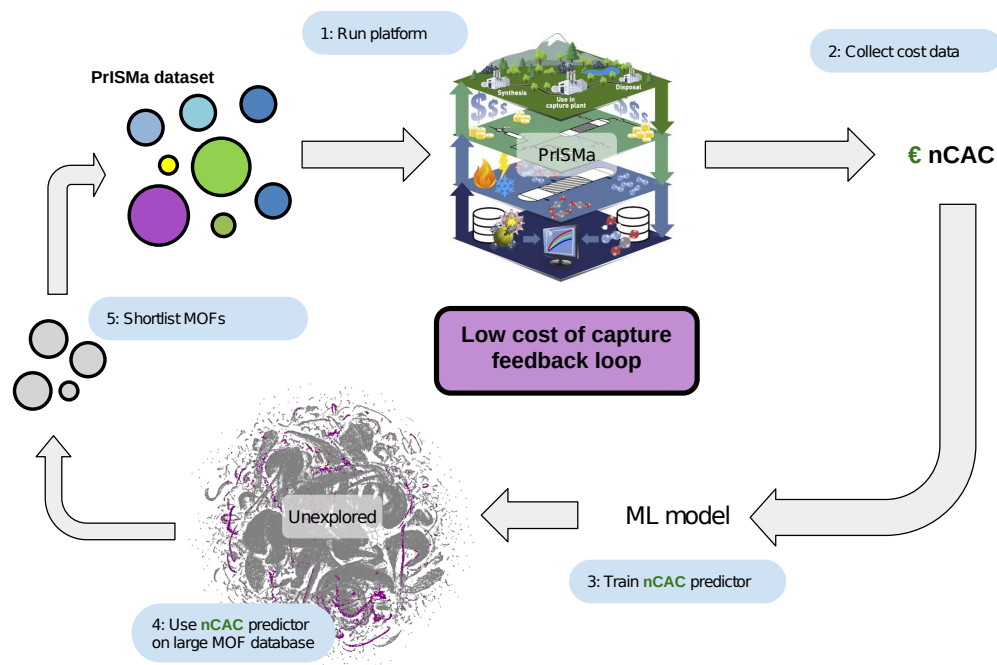 1: Run platform
2: Collect cost data
PrISMa dataset
Synthesis
Use in
capture plant
Disposal
PrISMa
€ nCAC
5: Shortlist MOFs
Low cost of capture
feedback loop
Unexplored
ML model
3: Train nCAC predictor
4: Use nCAC predictor
on large MOF database